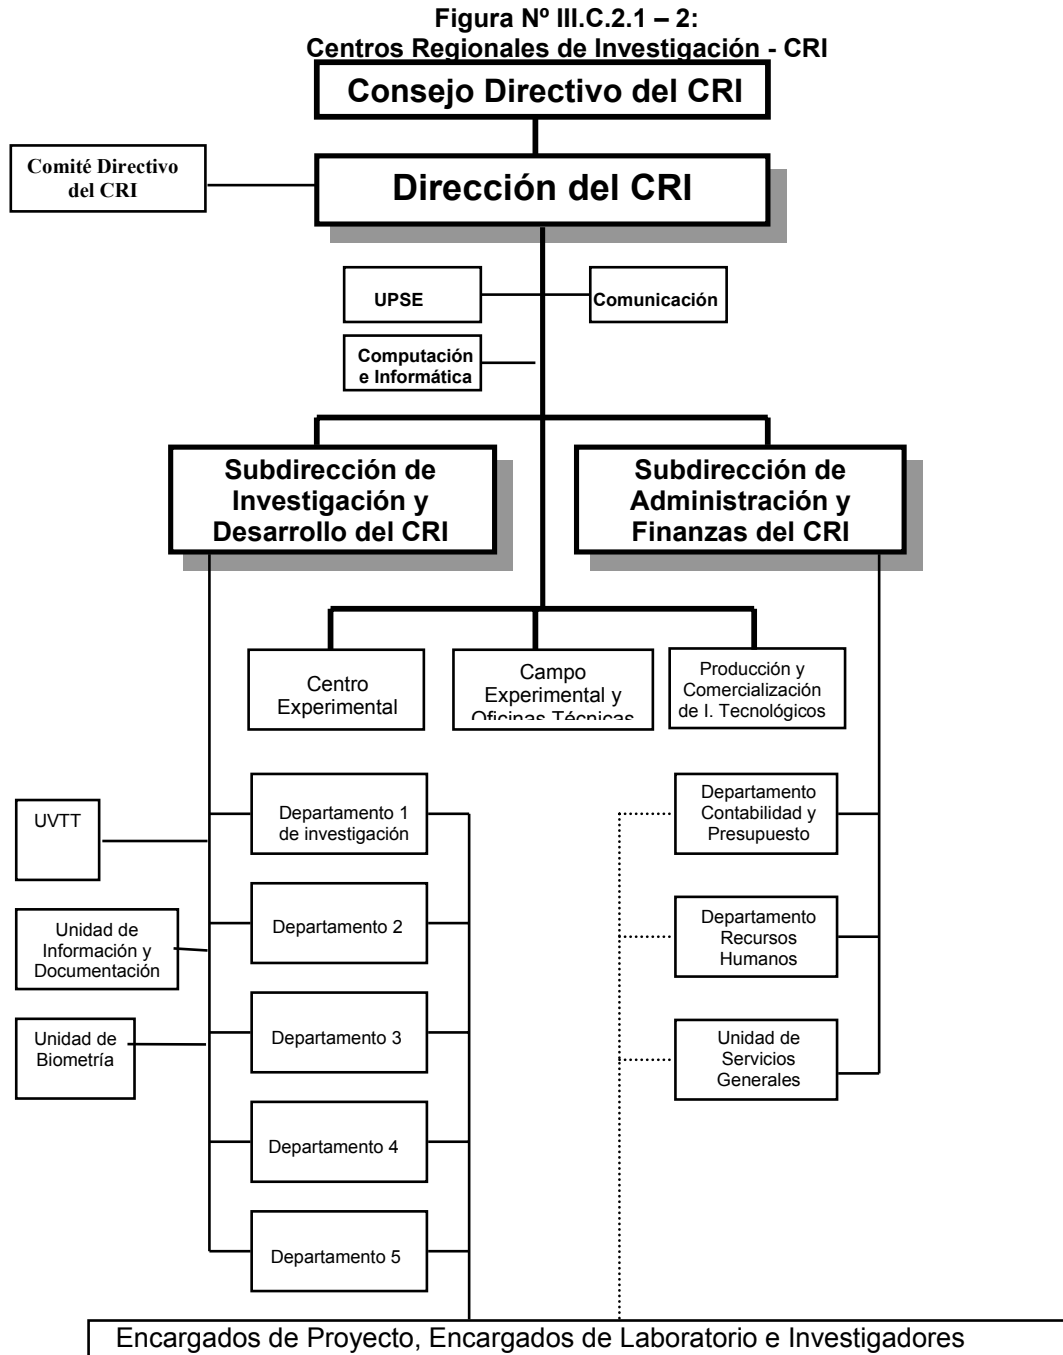 Figura Nº III.C.2.1 – 2:
Centros Regionales de Investigación - CRI
Consejo Directivo del CRI
Comité Directivo
del CRI
Dirección del CRI
UPSE
Comunicación
Computación
e Informática
Subdirección de
Investigación y
Desarrollo del CRI
Subdirección de
Administración y
Finanzas del CRI
Centro
Experimental
Campo
Experimental y
Oficinas Técnicas
Producción y
Comercialización
de I. Tecnológicos
UVTT
Unidad de
Información y
Documentación
Unidad de
Biometría
Departamento 1
de investigación
Departamento 2
Departamento 3
Departamento 4
Departamento 5
Departamento
Contabilidad y
Presupuesto
Departamento
Recursos
Humanos
Unidad de
Servicios
Generales
Encargados de Proyecto, Encargados de Laboratorio e Investigadores